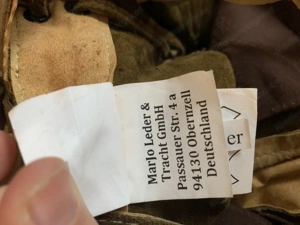 Marjo Leder &
Tracht GmbH
Passauer Str. 4 a
94130 Obernzell
Deutschland